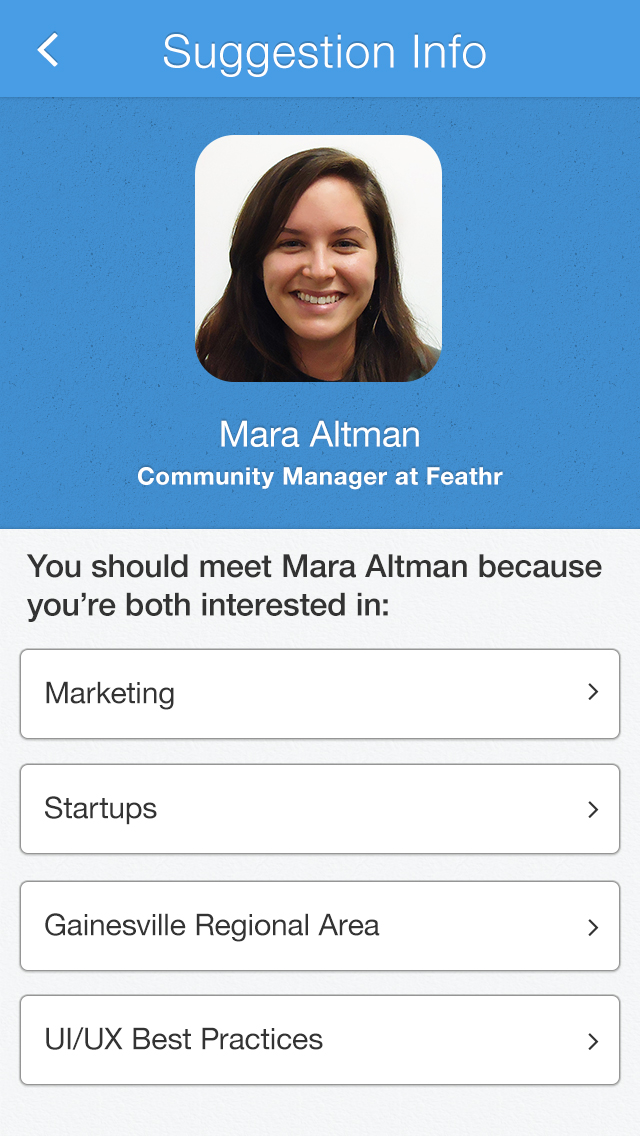 Suggestion Info
Mara Altman
Community Manager at Feathr
You should meet Mara Altman because
you’re both interested in:
Marketing
Startups
Gainesville Regional Area
UI/UX Best Practices